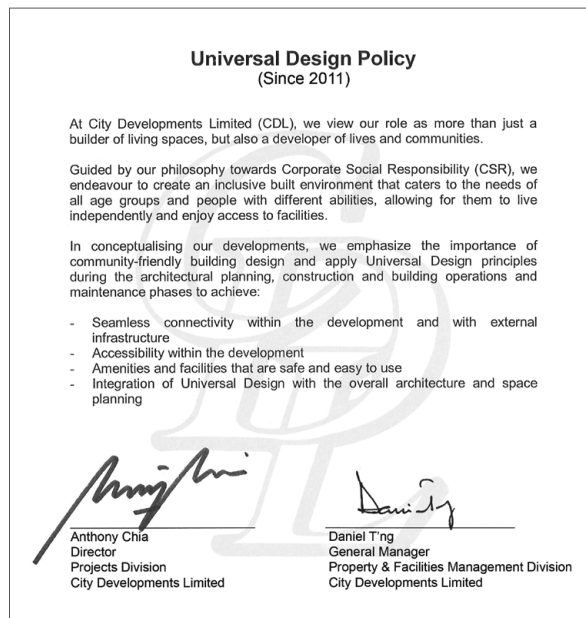 Universal Design Policy
(Since 2011)
At City Developments Limited (CDL), we view our role as more than just a
builder of living spaces, but also a developer of lives and communities.
Guided by our philosophy towards Corporate Social Responsibility (CSR), we
endeavour to create an inclusive built environment that caters to the needs of
all age groups and people with different abilities, allowing for them to live
independently and enjoy access to facilities.
In conceptualising our developments, we emphasize the importance of
community-friendly building design and apply Universal Design principles
during the architectural planning, construction and building operations and
maintenance phases to achieve:
- Seamless connectivity within the development and with external
infrastructure
- Accessibility within the development
- Amenities and facilities that are safe and easy to use
- Integration of Universal Design with the overall architecture and space
planning
Anthony Chia
Director
Projects Division
City Developments Limited
Daniel T'ng
General Manager
Property & Facilities Management Division
City Developments Limited